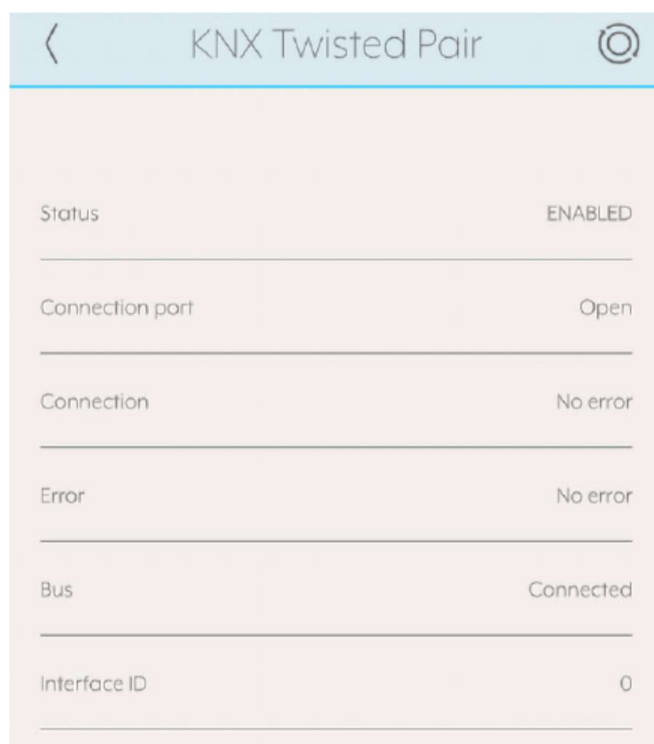 KNX Twisted Pair
Status ENABLED
Connection port Open
Connection No error
Error No error
Bus Connected
Interface ID 0